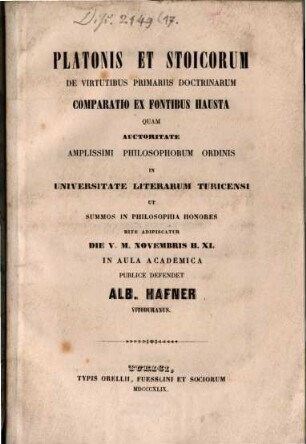 Diss. 2149 (17.
PLATONIS ET STOICORUM
DE VIRTUTIBUS PRIMARIIS DOCTRINARUM
COMPARATIO EX FONTIBUS HAUSTA
QUAM
AUCTORITATE
AMPLISSIMI PHILOSOPHORUM ORDINIS
IN
UNIVERSITATE LITERARUM TURICENSI
UT
SUMMOS IN PHILOSOPHIA HONORES
RITE ADIPISCATUR
DIE V. M. NOVEMBRIS H. XI.
IN AULA ACADEMICA
PUBLICE DEFENDET
ALB. HAFNER
VITODURANUS.
TURICI,
TYPIS ORELLII, FUESSLINI ET SOCIORUM
MDCCCXLIX.